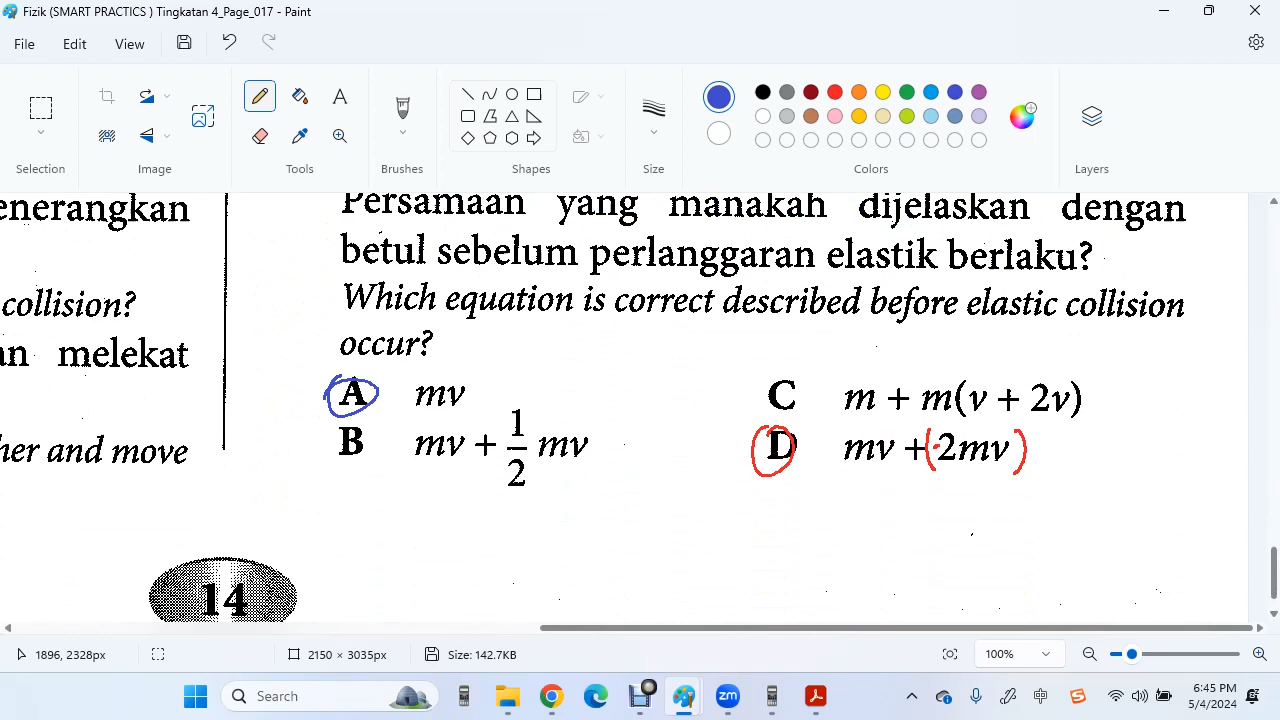 Fizik (SMART PRACTICS ) Tingkatan 4_Page_017 - Paint
File Edit View
Selection Image Tools Brushes Shapes Size Colors Layers
enerangkan
collision?
an melekat
her and move
Persamaan yang manakah dijelaskan dengan
betul sebelum perlanggaran elastik berlaku?
Which equation is correct described before elastic collision
occur?
A mv
B mv + 1/2 mv
C m + m(v + 2v)
D mv + (-2mv)
14
1896, 2328px 2150 × 3035px Size: 142.7KB 100%
Search zm 中 S 6:45 PM
5/4/2024